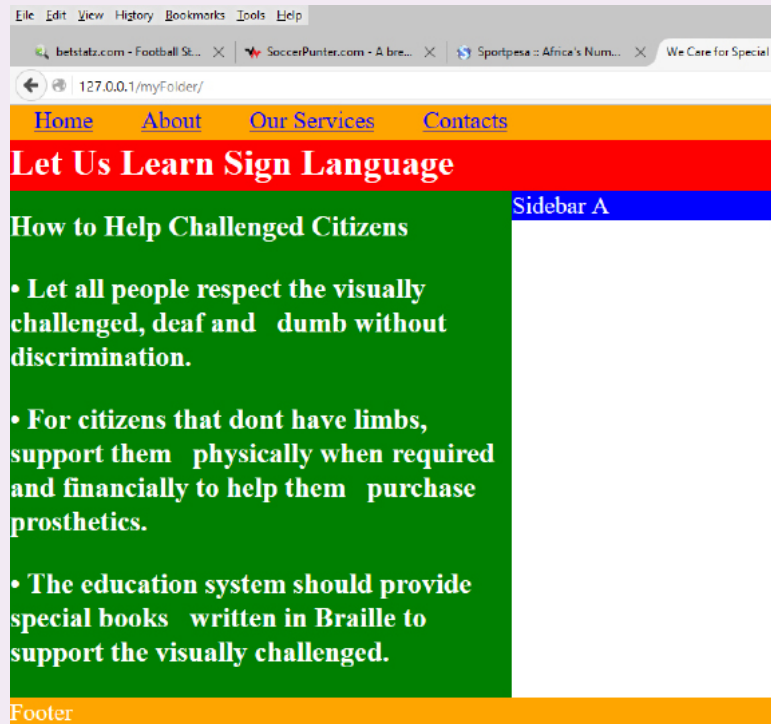 File Edit View History Bookmarks Tools Help
betstatz.com - Football St... SoccerPunter.com - A bre... Sportpesa :: Africa's Num... We Care for Special
127.0.0.1/myFolder/
Home About Our Services Contacts
Let Us Learn Sign Language
Sidebar A
How to Help Challenged Citizens
• Let all people respect the visually
challenged, deaf and dumb without
discrimination.
• For citizens that dont have limbs,
support them physically when required
and financially to help them purchase
prosthetics.
• The education system should provide
special books written in Braille to
support the visually challenged.
Footer